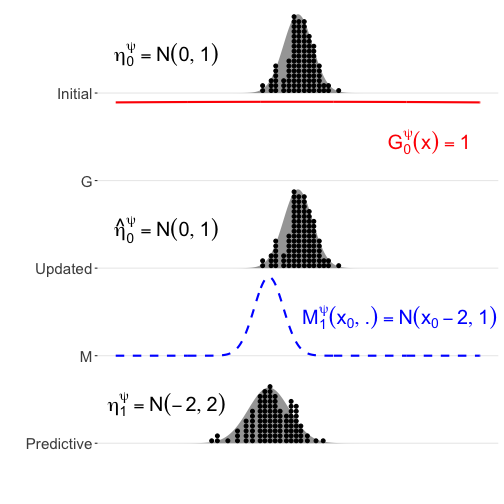 η₀^ψ = N(0, 1)
Initial
G₀^ψ(x) = 1
G
η̂₀^ψ = N(0, 1)
Updated
M₁^ψ(x₀, .) = N(x₀ − 2, 1)
M
η₁^ψ = N(− 2, 2)
Predictive